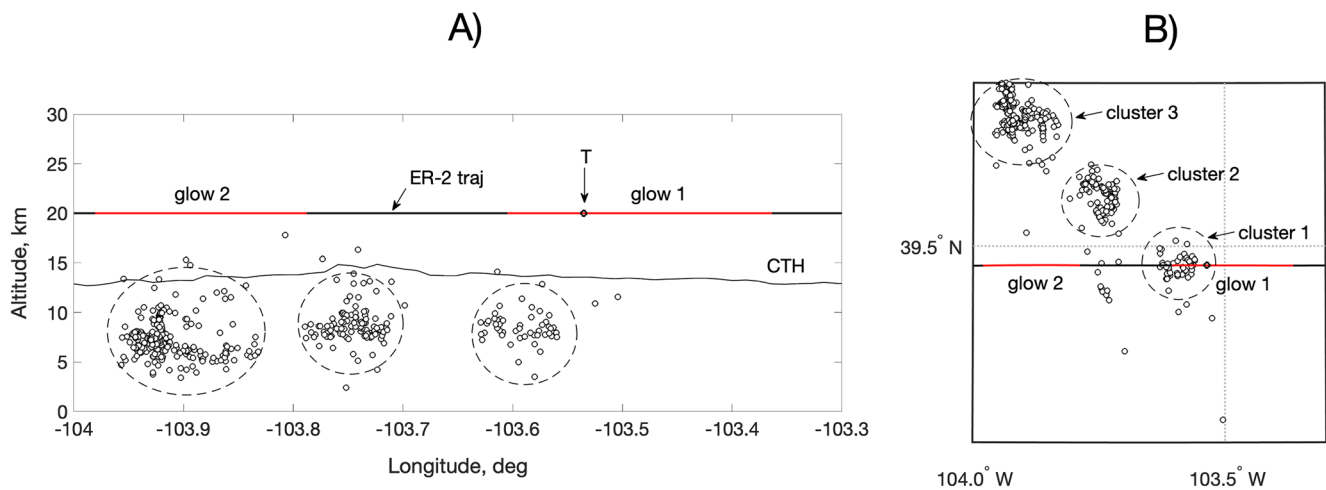 A)
B)
30
25
20
15
10
5
0
Altitude, km
glow 2
ER-2 traj
T
glow 1
CTH
-104
-103.9
-103.8
-103.7
-103.6
-103.5
-103.4
-103.3
Longitude, deg
cluster 3
cluster 2
cluster 1
39.5° N
glow 2
glow 1
104.0° W
103.5° W